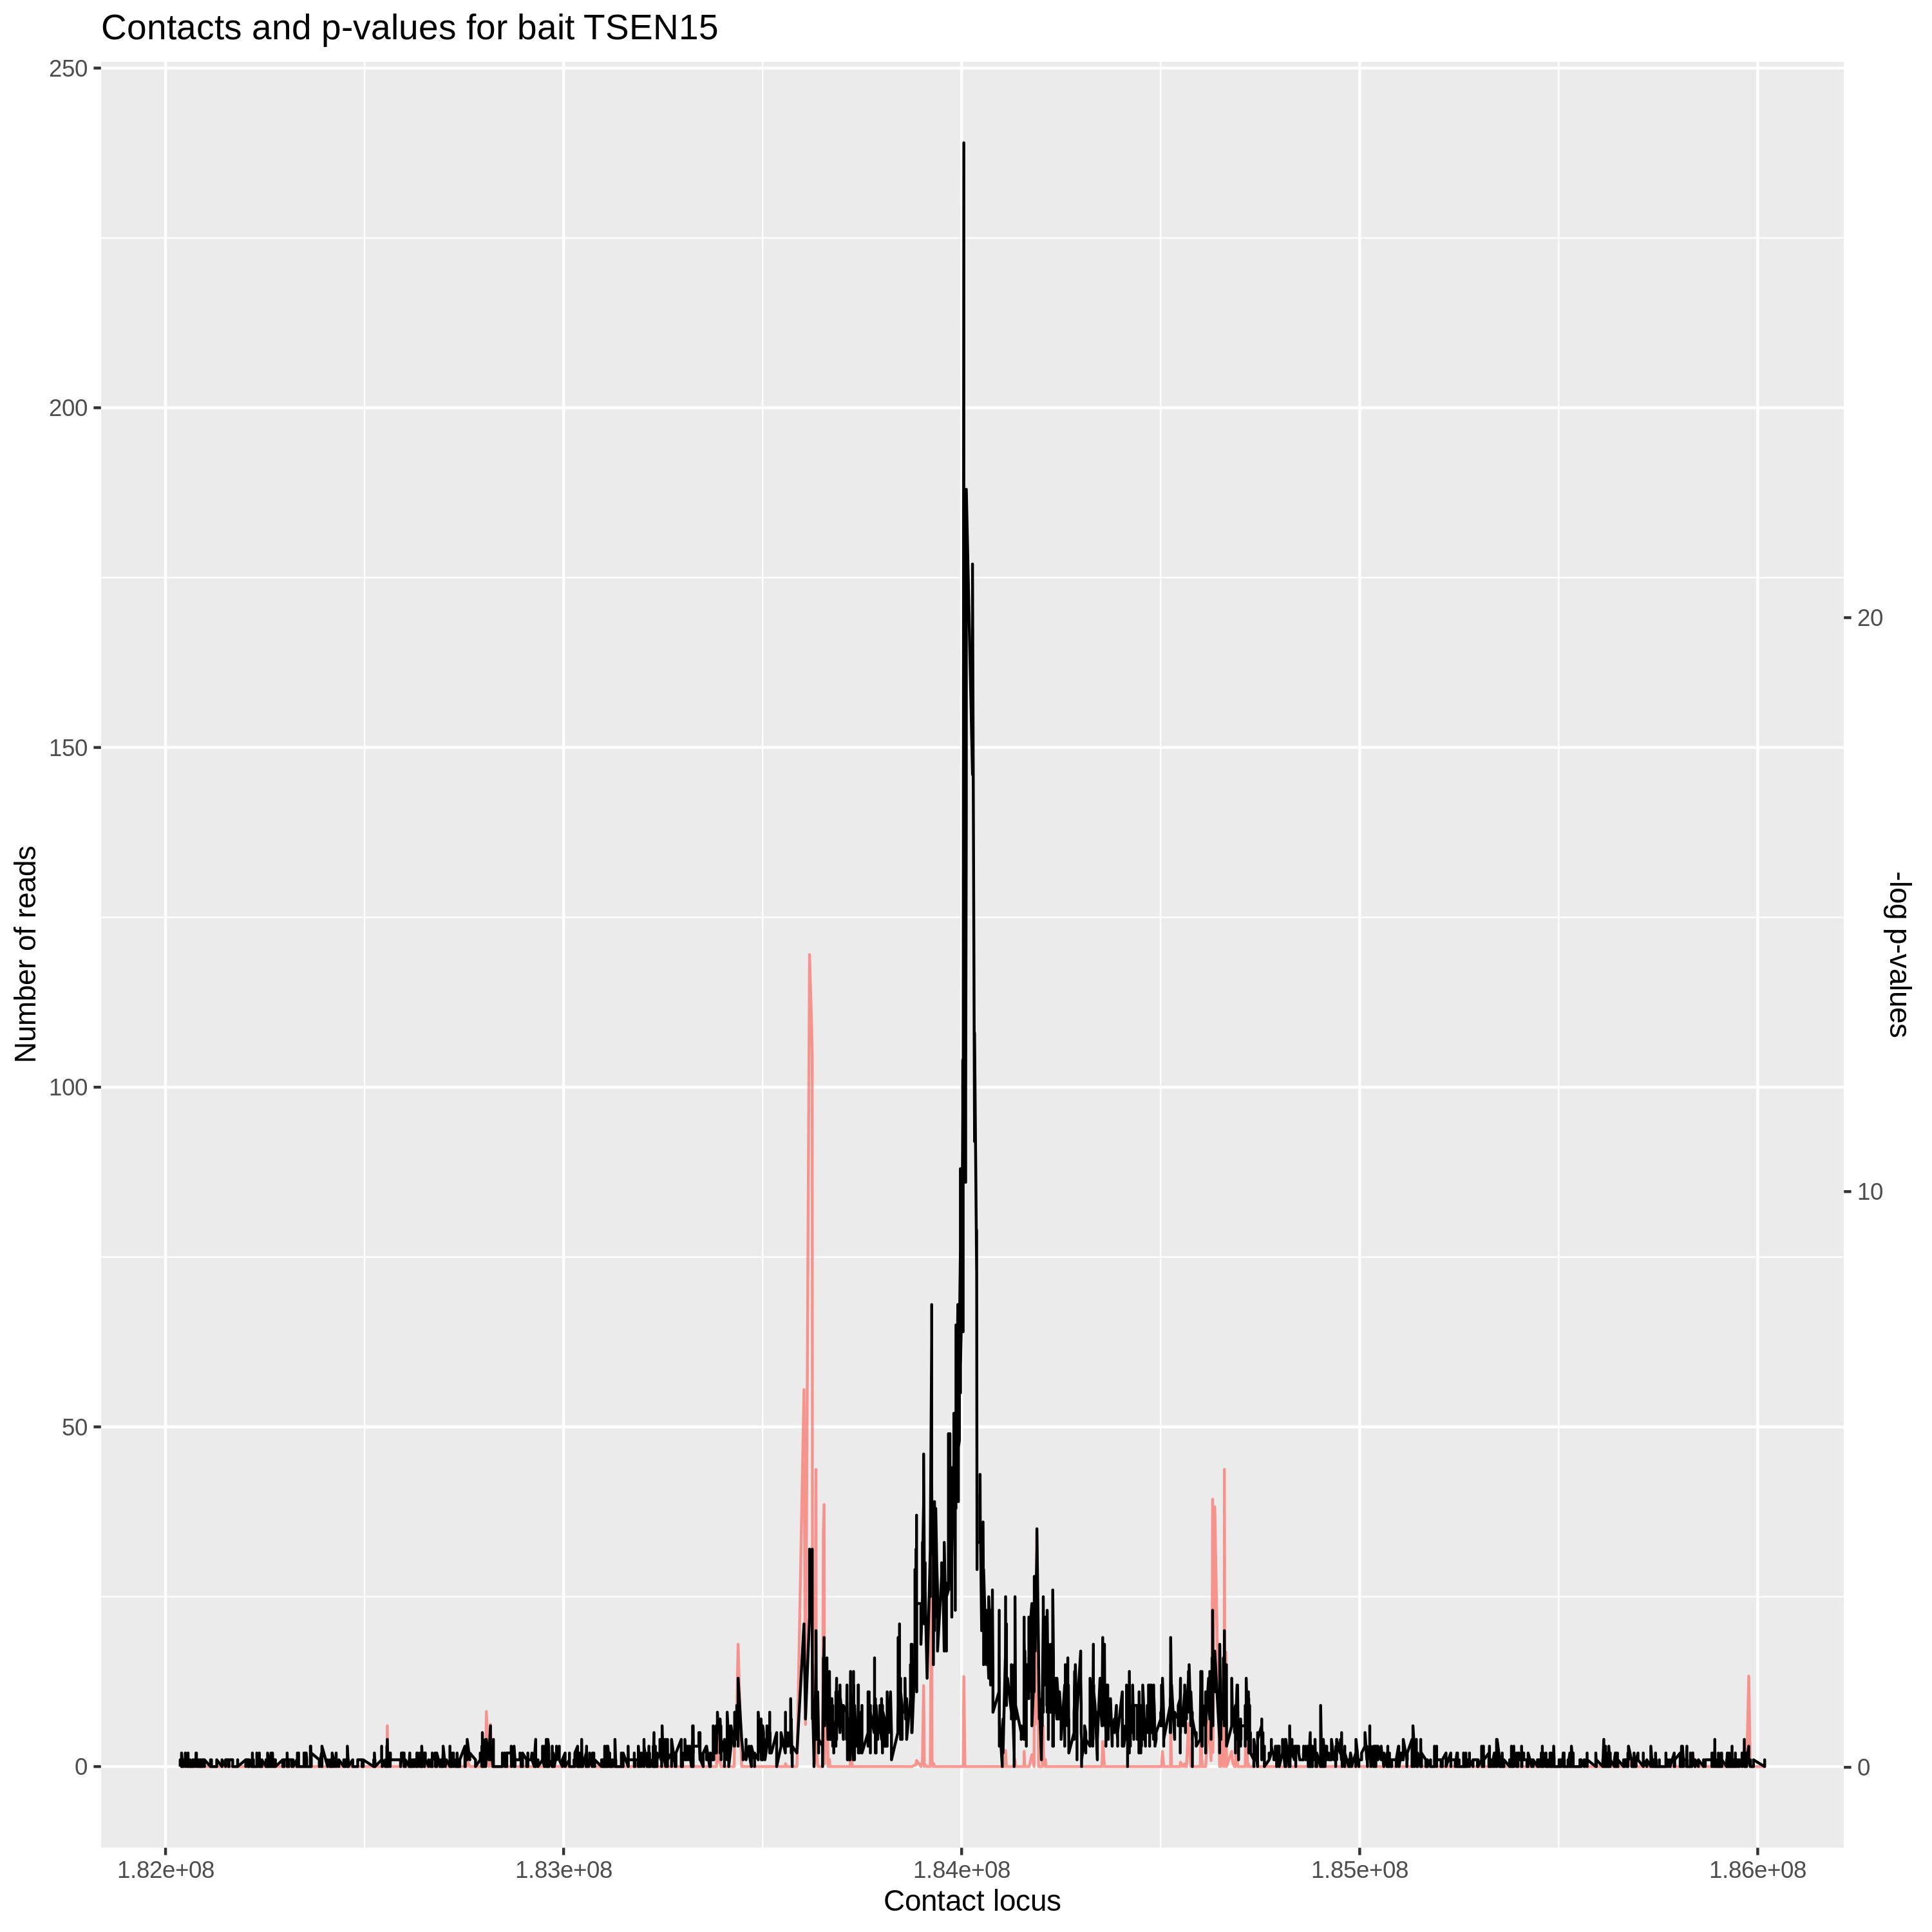 Contacts and p-values for bait TSEN15
250
200
150
100
50
0
Number of reads
20
10
0
-log p-values
1.82e+08
1.83e+08
1.84e+08
1.85e+08
1.86e+08
Contact locus